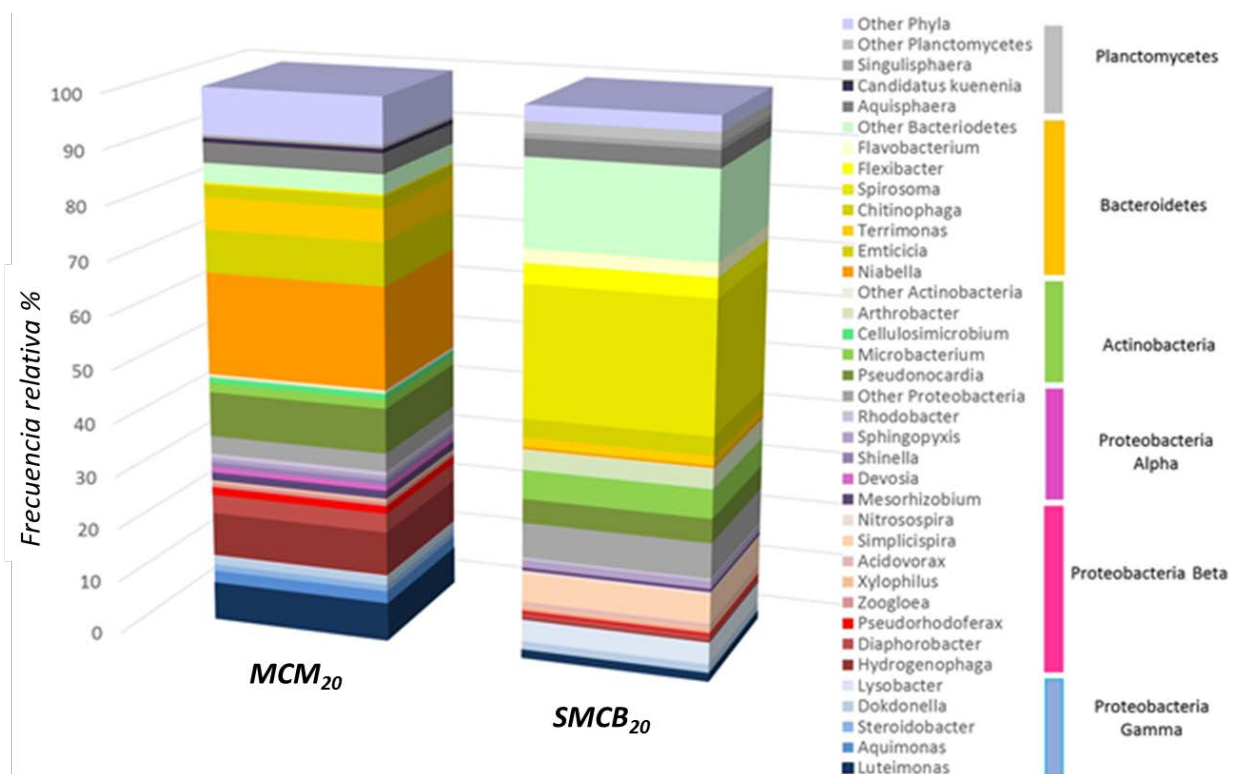 Frecuencia relativa %
100
90
80
70
60
50
40
30
20
10
0
MCM20
SMCB20
Other Phyla
Other Planctomycetes
Singulisphaera
Candidatus kuenenia
Aquisphaera
Other Bacteriodetes
Flavobacterium
Flexibacter
Spirosoma
Chitinophaga
Terrimonas
Emticicia
Niabella
Other Actinobacteria
Arthrobacter
Cellulosimicrobium
Microbacterium
Pseudonocardia
Other Proteobacteria
Rhodobacter
Sphingopyxis
Shinella
Devosia
Mesorhizobium
Nitrosospira
Simplicispira
Acidovorax
Xylophilus
Zoogloea
Pseudorhodoferax
Diaphorobacter
Hydrogenophaga
Lysobacter
Dokdonella
Steroidobacter
Aquimonas
Luteimonas
Planctomycetes
Bacteroidetes
Actinobacteria
Proteobacteria
Alpha
Proteobacteria Beta
Proteobacteria
Gamma